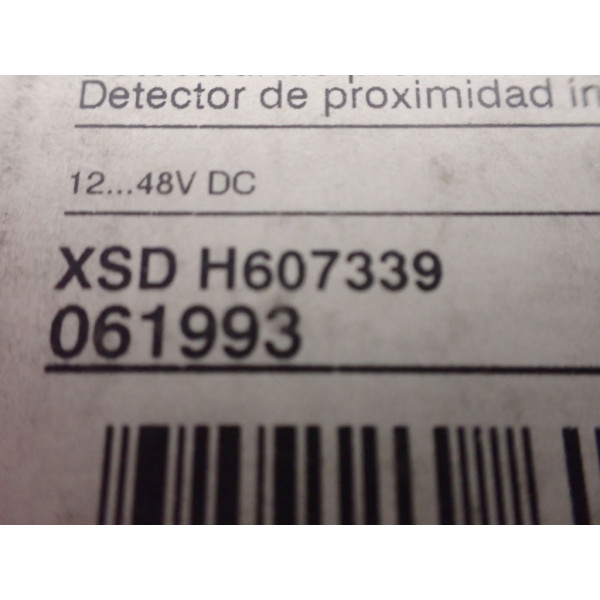 Detector de proximidad
12...48V DC
XSD H607339
061993